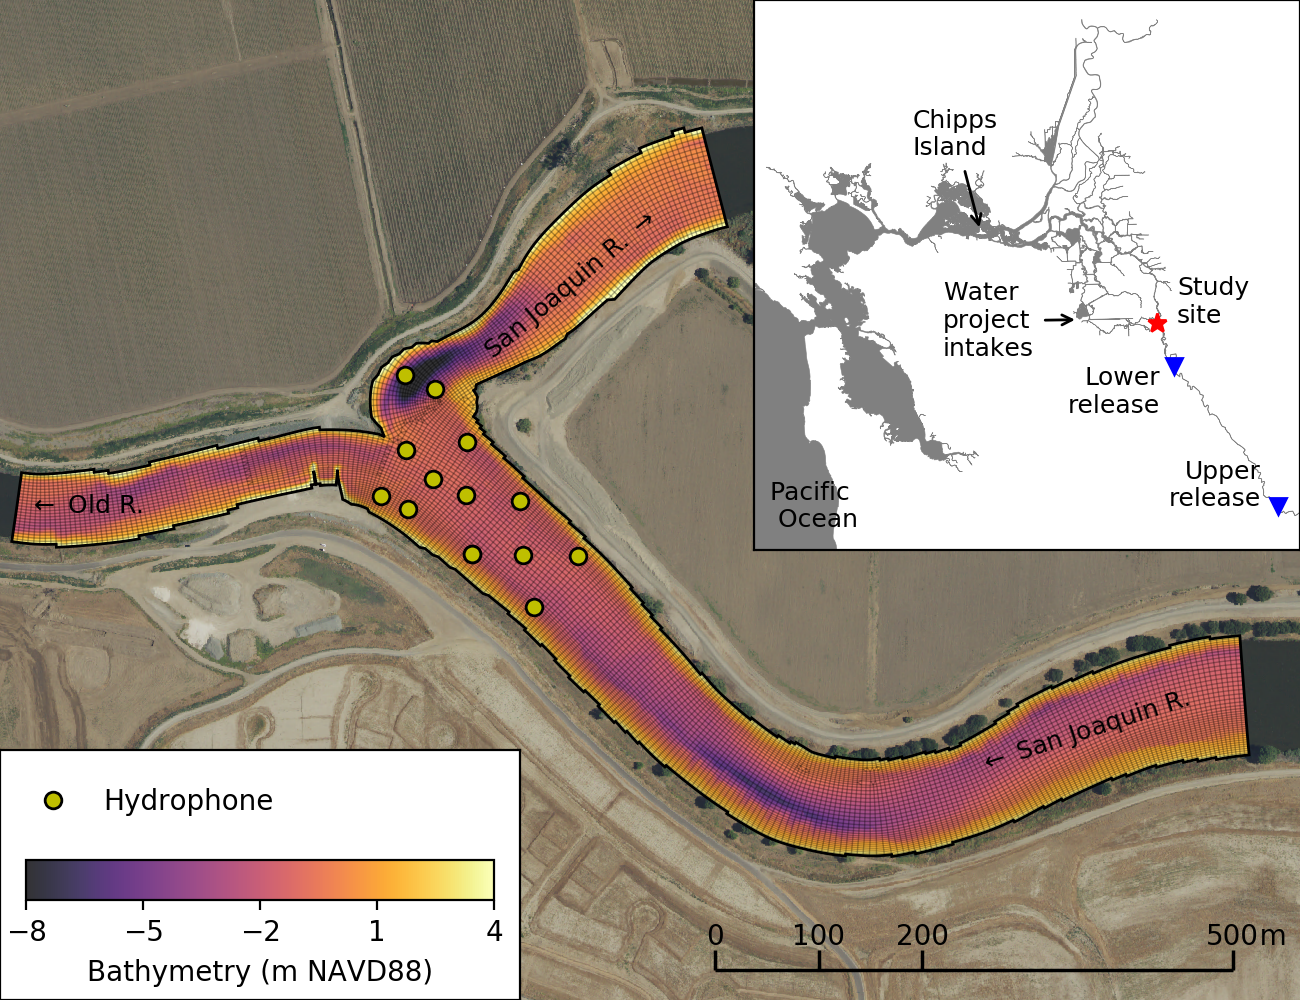 Chipps
Island
Water
project
intakes
Study
site
Lower
release
Upper
release
Pacific
Ocean
San Joaquin R. →
← Old R.
← San Joaquin R.
Hydrophone
−8 −5 −2 1 4
Bathymetry (m NAVD88)
0 100 200 500m